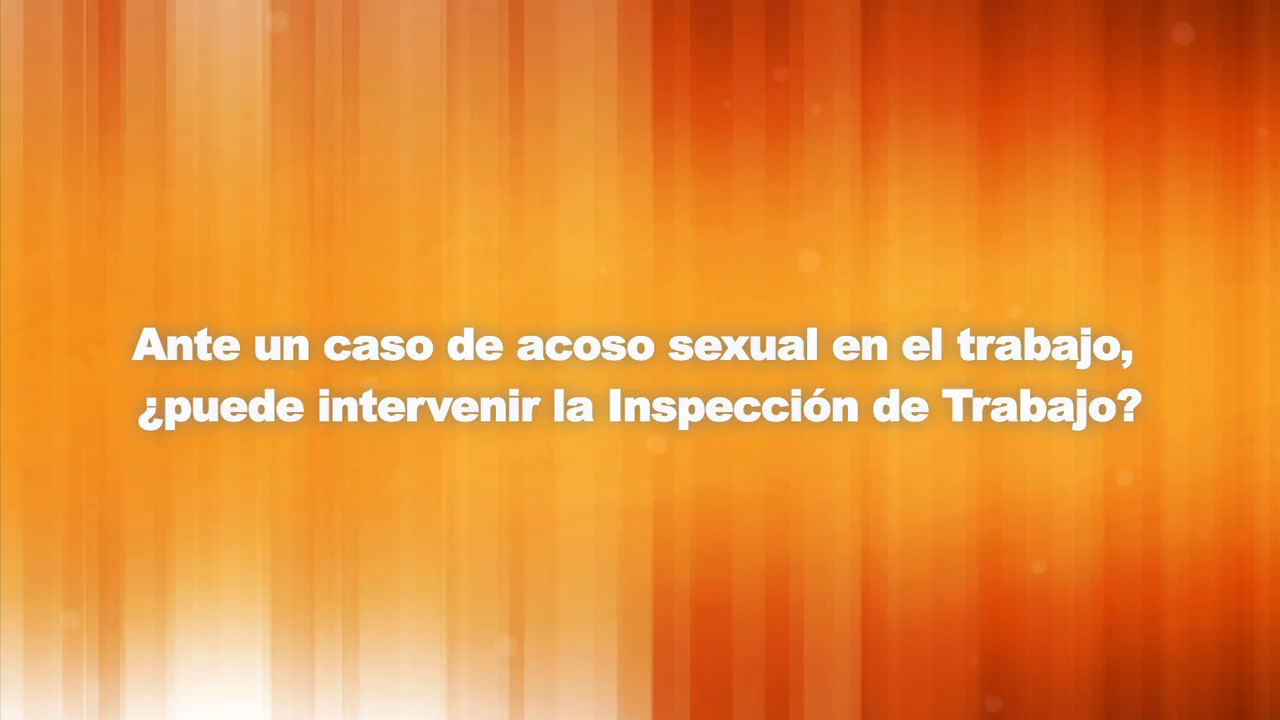 Ante un caso de acoso sexual en el trabajo,
¿puede intervenir la Inspección de Trabajo?